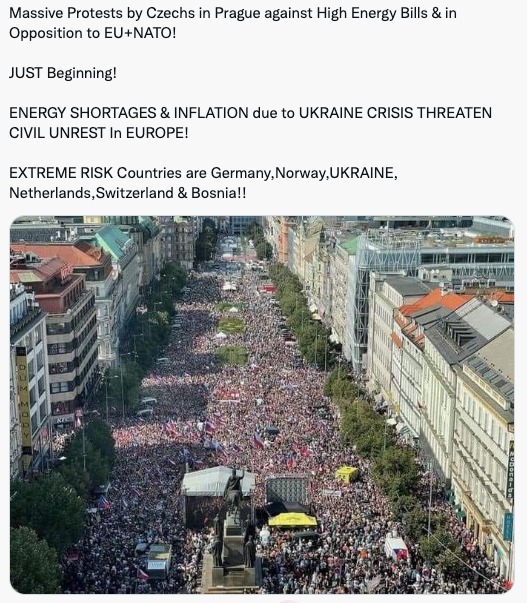 Massive Protests by Czechs in Prague against High Energy Bills & in
Opposition to EU+NATO!
JUST Beginning!
ENERGY SHORTAGES & INFLATION due to UKRAINE CRISIS THREATEN
CIVIL UNREST In EUROPE!
EXTREME RISK Countries are Germany,Norway,UKRAINE,
Netherlands,Switzerland & Bosnia!!
McDonald's